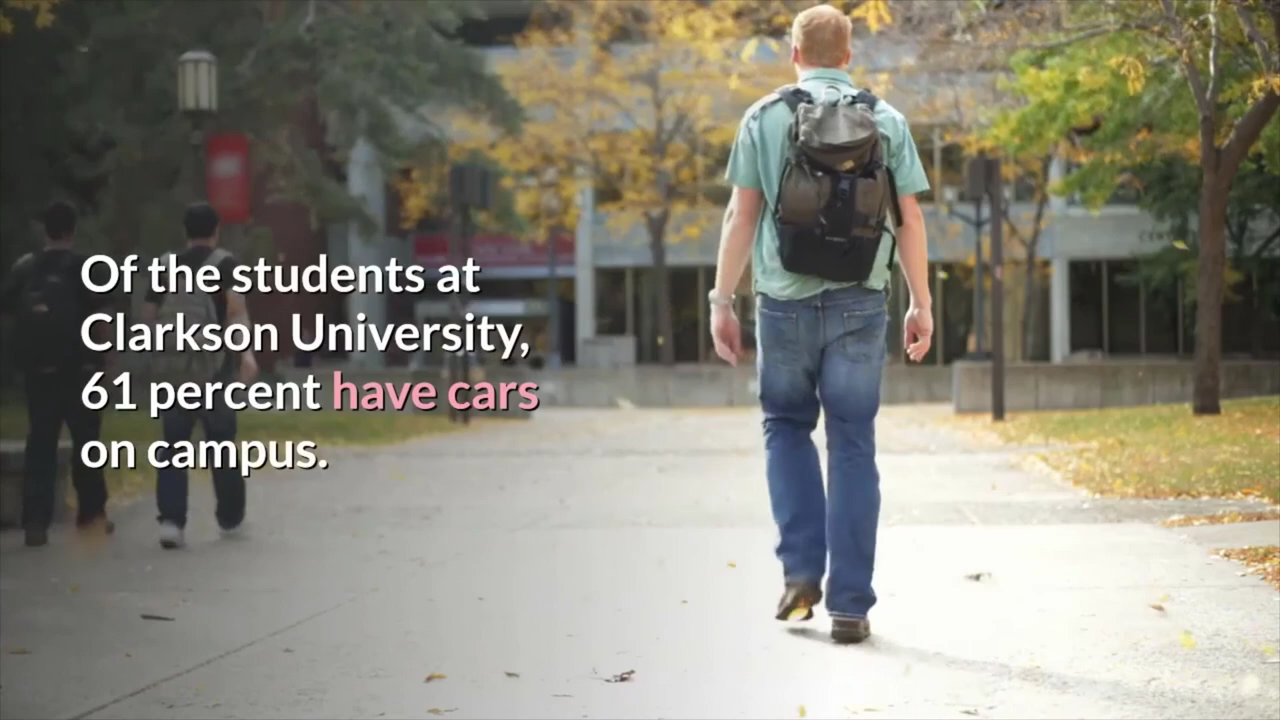 Of the students at
Clarkson University,
61 percent have cars
on campus.